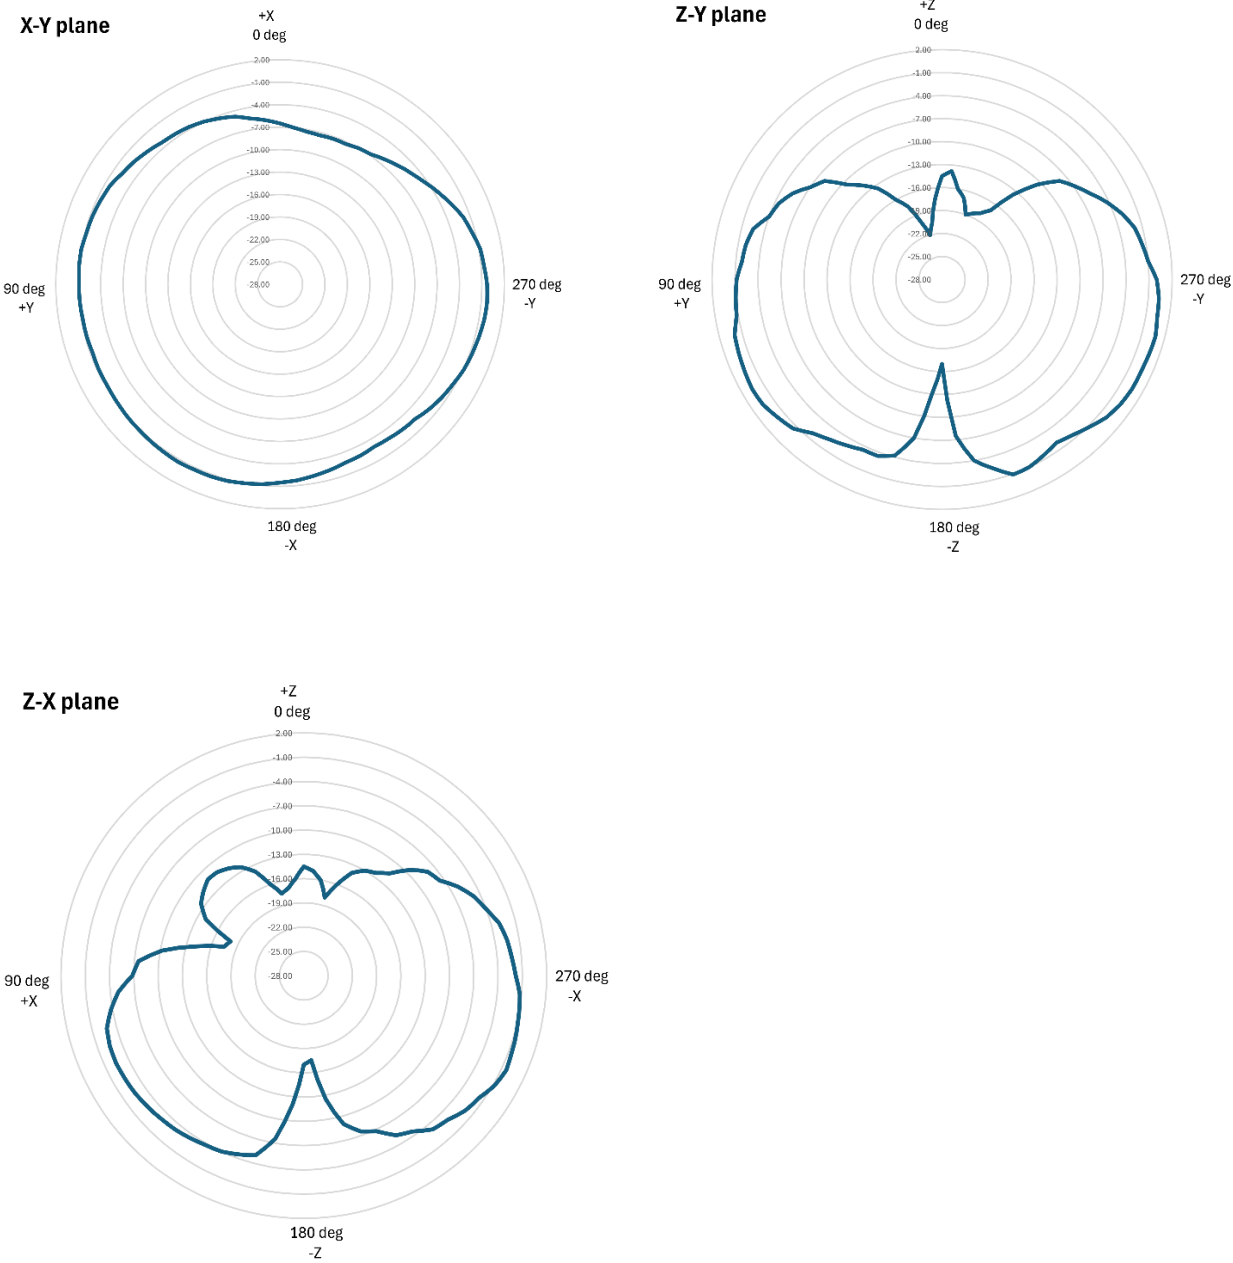 X-Y plane
+X
0 deg
2.00
-1.00
-4.00
-7.00
-10.00
-13.00
-16.00
-19.00
-22.00
25.00
-28.00
90 deg
+Y
270 deg
-Y
180 deg
-X
Z-Y plane
+Z
0 deg
2.00
-1.00
-4.00
-7.00
-10.00
-13.00
-16.00
-19.00
-22.00
-25.00
-28.00
90 deg
+Y
270 deg
-Y
180 deg
-Z
Z-X plane
+Z
0 deg
2.00
-1.00
-4.00
-7.00
-10.00
-13.00
-16.00
-19.00
-22.00
-25.00
-28.00
90 deg
+X
270 deg
-X
180 deg
-Z